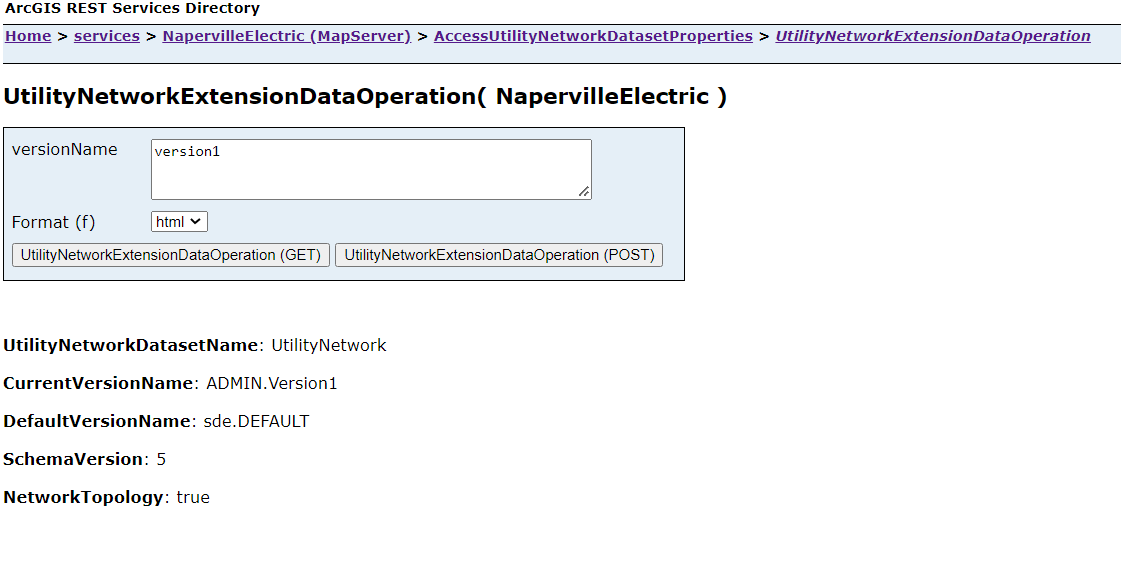 ArcGIS REST Services Directory
Home > services > NapervilleElectric (MapServer) > AccessUtilityNetworkDatasetProperties > UtilityNetworkExtensionDataOperation
UtilityNetworkExtensionDataOperation( NapervilleElectric )
versionName version1
Format (f) html
UtilityNetworkExtensionDataOperation (GET) UtilityNetworkExtensionDataOperation (POST)
UtilityNetworkDatasetName: UtilityNetwork
CurrentVersionName: ADMIN.Version1
DefaultVersionName: sde.DEFAULT
SchemaVersion: 5
NetworkTopology: true